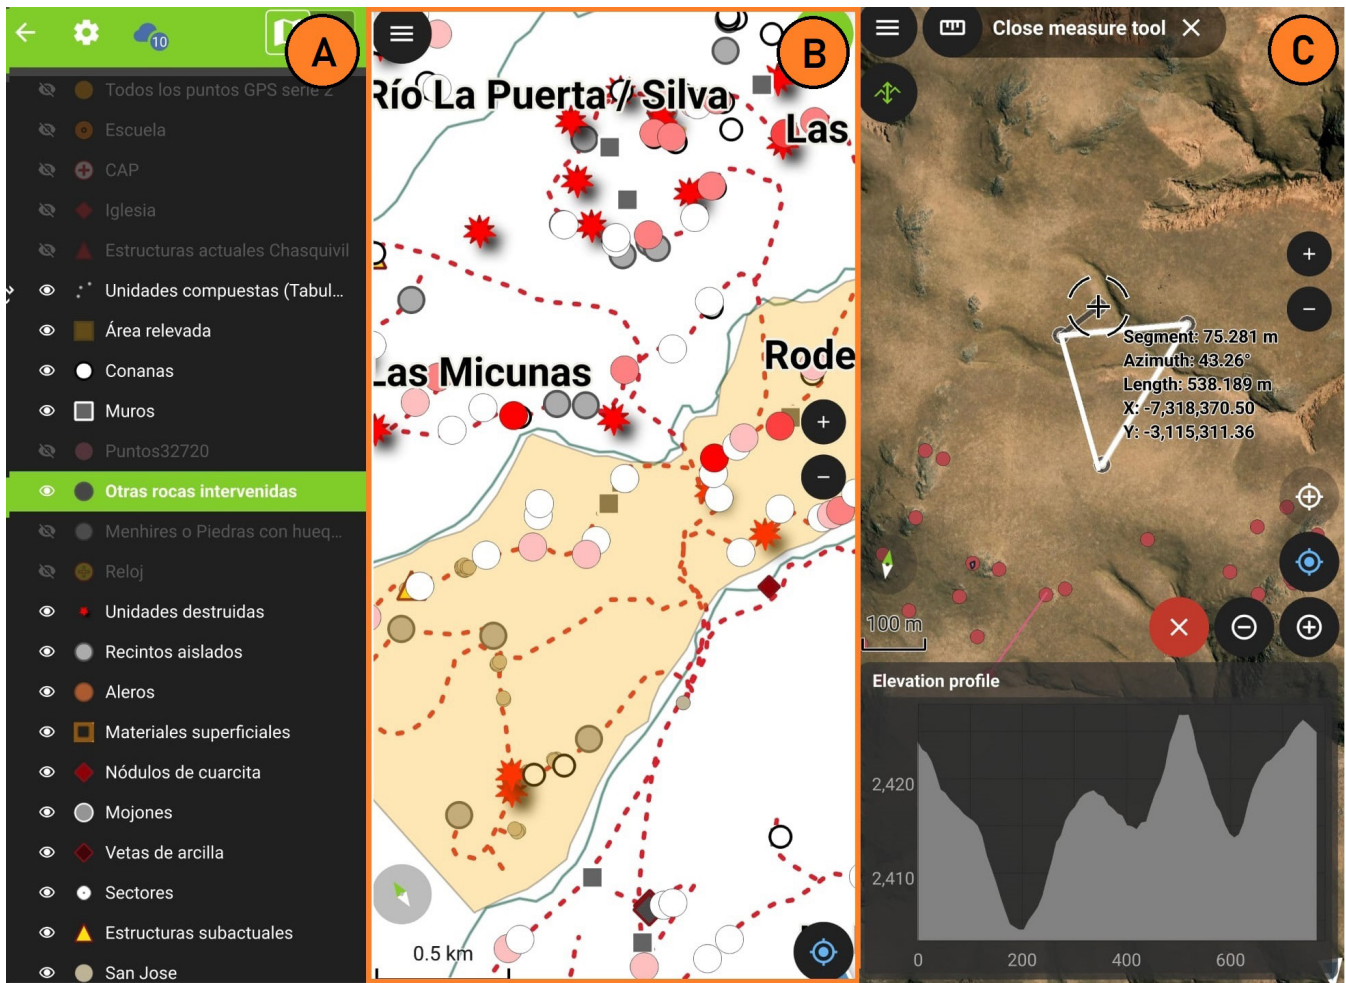 10
A
Todos los puntos GPS serie 2
Escuela
CAP
Iglesia
Estructuras actuales Chasquivil
Unidades compuestas (Tabul...
Área relevada
Conanas
Muros
Puntos32720
Otras rocas intervenidas
Menhires o Piedras con hueq...
Reloj
Unidades destruidas
Recintos aislados
Aleros
Materiales superficiales
Nódulos de cuarcita
Mojones
Vetas de arcilla
Sectores
Estructuras subactuales
San Jose
B
Río La Puerta / Silva
Las
Las Micunas
Rode
+
−
0.5 km
Close measure tool
C
+
−
Segment: 75.281 m
Azimuth: 43.26°
Length: 538.189 m
X: -7,318,370.50
Y: -3,115,311.36
100 m
Elevation profile
2,420
2,410
0 200 400 600